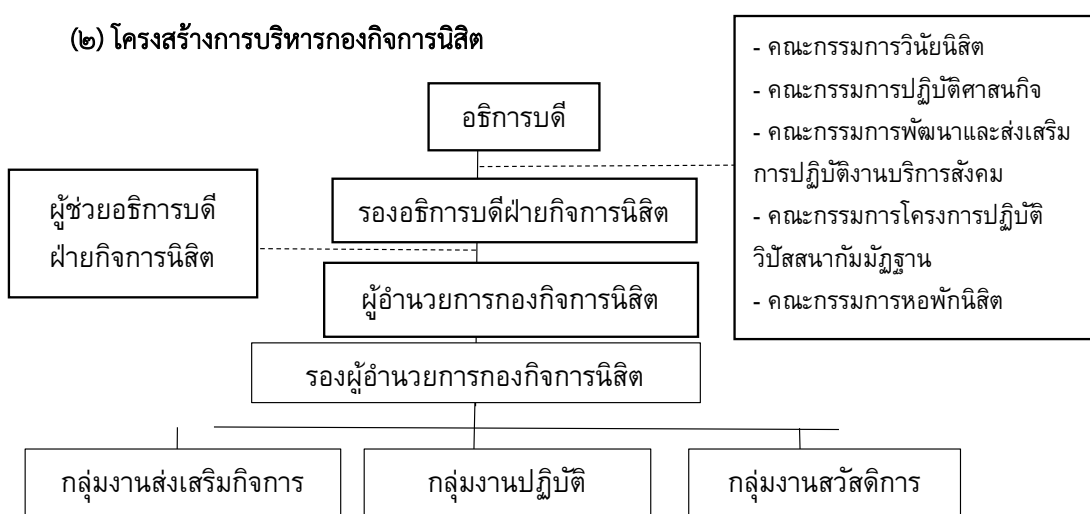 (๒) โครงสร้างการบริหารกองกิจการนิสิต
อธิการบดี
- คณะกรรมการวินัยนิสิต
- คณะกรรมการปฏิบัติศาสนกิจ
- คณะกรรมการพัฒนาและส่งเสริม
การปฏิบัติงานบริการสังคม
- คณะกรรมการโครงการปฏิบัติ
วิปัสสนากัมมัฏฐาน
- คณะกรรมการหอพักนิสิต
รองอธิการบดีฝ่ายกิจการนิสิต
ผู้ช่วยอธิการบดี
ฝ่ายกิจการนิสิต
ผู้อำนวยการกองกิจการนิสิต
รองผู้อำนวยการกองกิจการนิสิต
กลุ่มงานส่งเสริมกิจการ
กลุ่มงานปฏิบัติ
กลุ่มงานสวัสดิการ